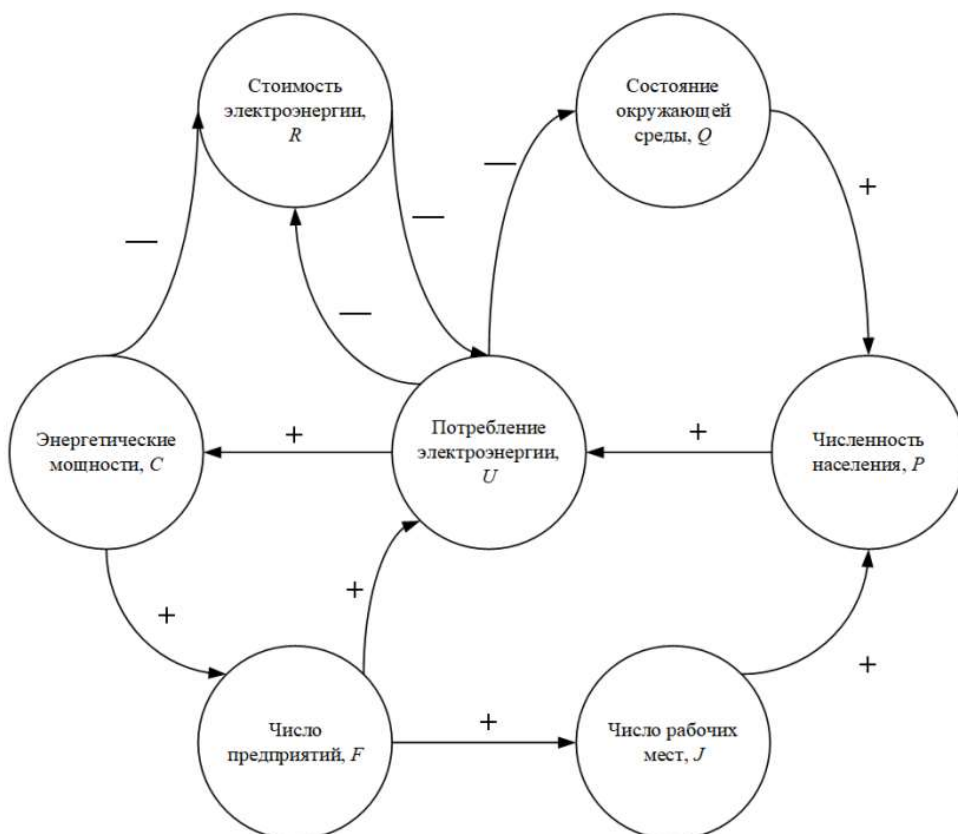 Стоимость
электроэнергии,
R
Состояние
окружающей
среды, Q
—
+
—
—
—
Энергетические
мощности, C
+
Потребление
электроэнергии,
U
+
Численность
населения, P
+
+
+
Число
предприятий, F
+
Число рабочих
мест, J